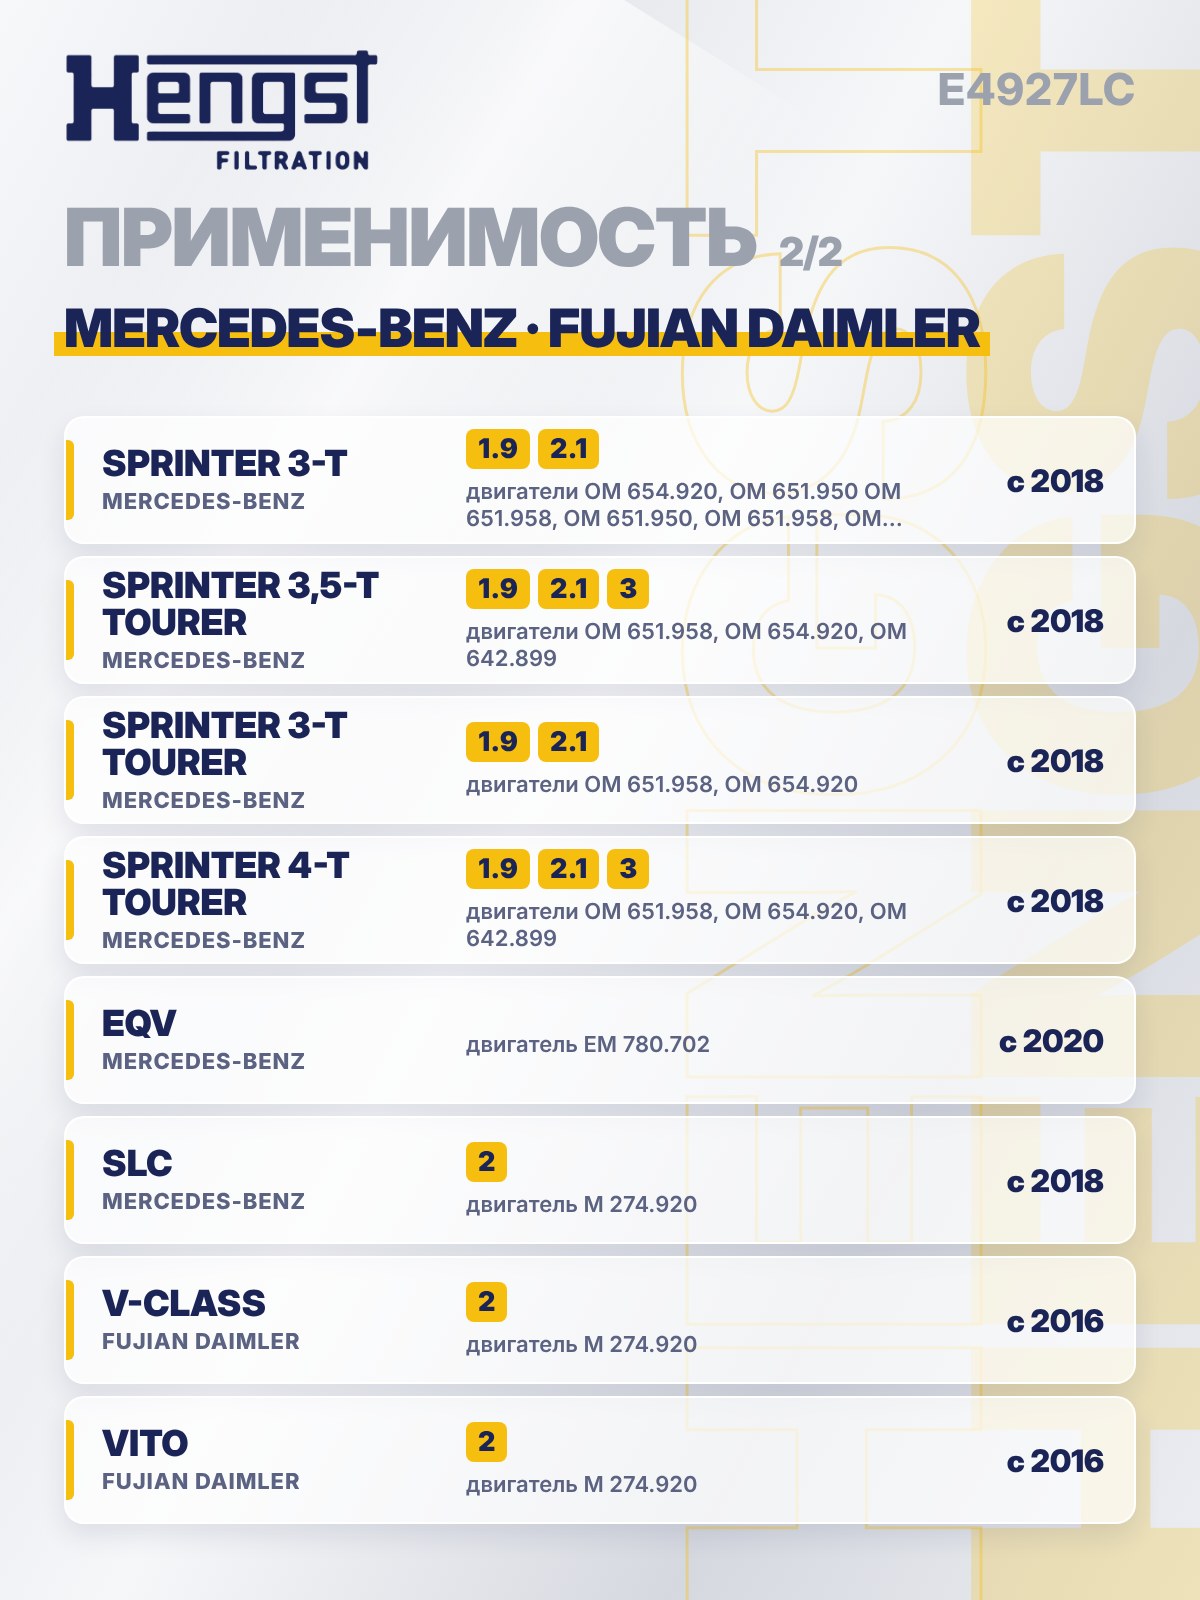 Hengst
FILTRATION
E4927LC
ПРИМЕНИМОСТЬ 2/2
MERCEDES-BENZ · FUJIAN DAIMLER
SPRINTER 3-T
MERCEDES-BENZ
1.9 2.1
двигатели OM 654.920, OM 651.950 OM
651.958, OM 651.950, OM 651.958, OM...
с 2018
SPRINTER 3,5-T
TOURER
MERCEDES-BENZ
1.9 2.1 3
двигатели OM 651.958, OM 654.920, OM
642.899
с 2018
SPRINTER 3-T
TOURER
MERCEDES-BENZ
1.9 2.1
двигатели OM 651.958, OM 654.920
с 2018
SPRINTER 4-T
TOURER
MERCEDES-BENZ
1.9 2.1 3
двигатели OM 651.958, OM 654.920, OM
642.899
с 2018
EQV
MERCEDES-BENZ
двигатель EM 780.702
с 2020
SLC
MERCEDES-BENZ
2
двигатель M 274.920
с 2018
V-CLASS
FUJIAN DAIMLER
2
двигатель M 274.920
с 2016
VITO
FUJIAN DAIMLER
2
двигатель M 274.920
с 2016
HENGST
HENGST